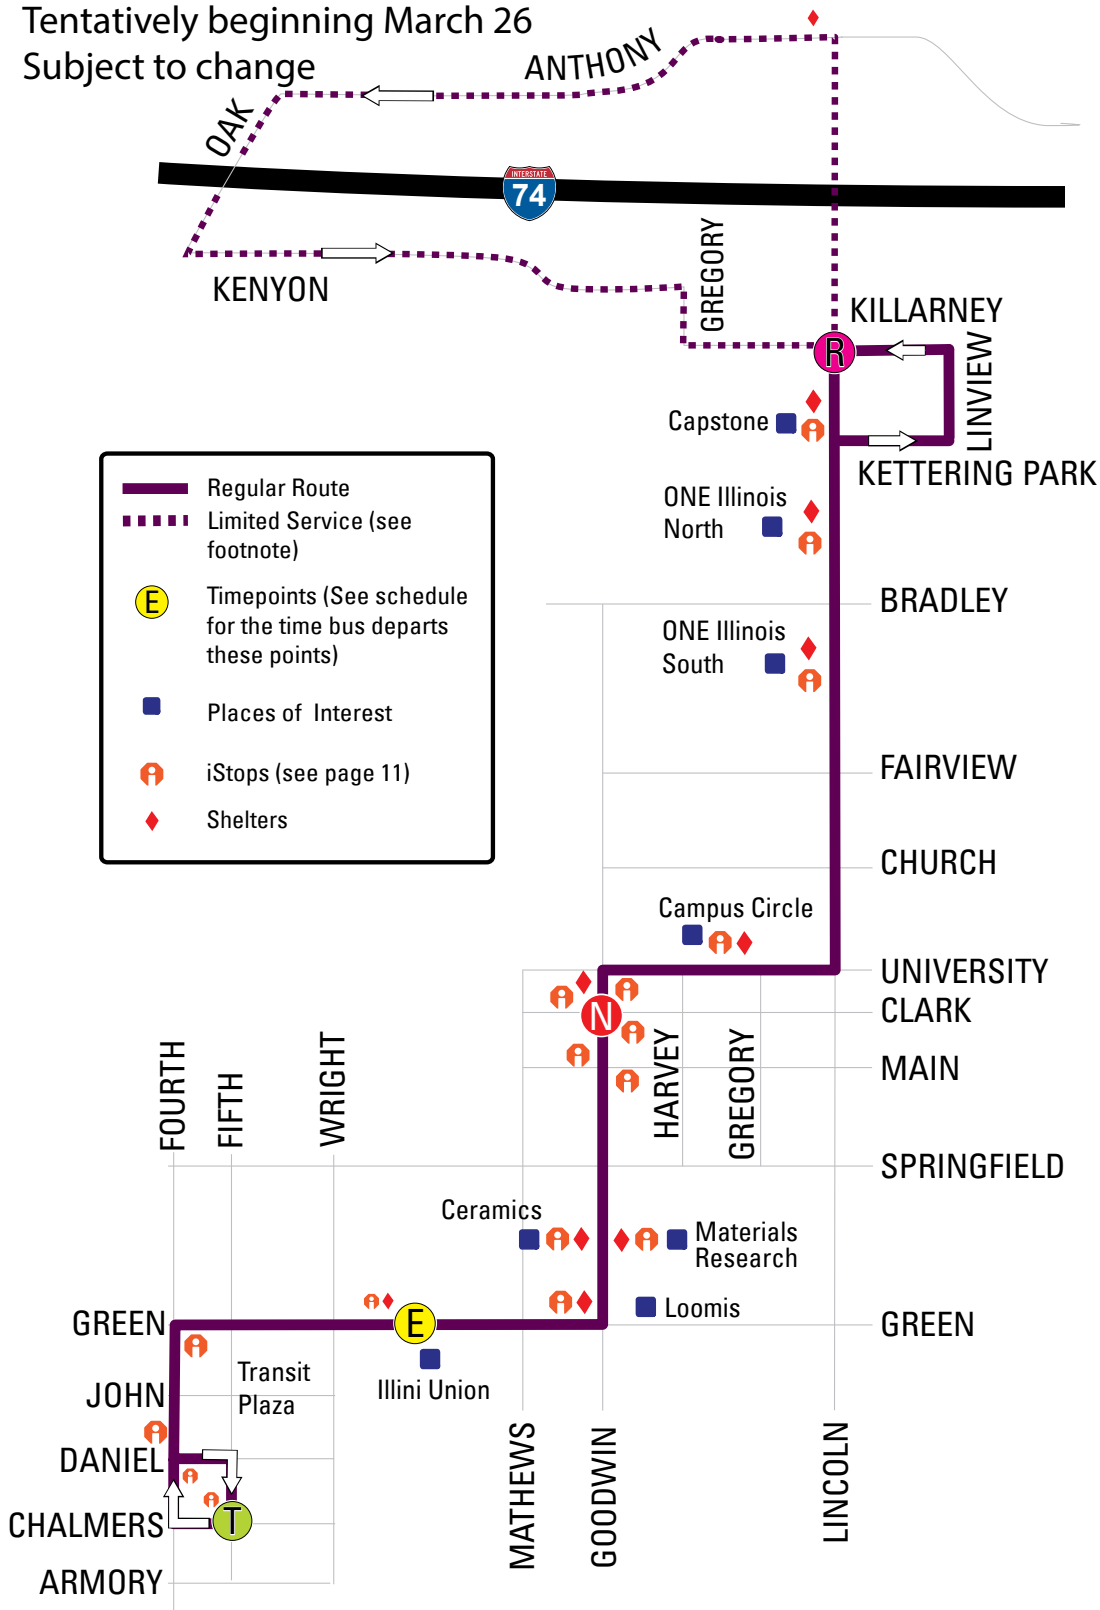 Tentatively beginning March 26
Subject to change
ANTHONY
OAK
INTERSTATE
74
KENYON
GREGORY
KILLARNEY
R
LINVIEW
Capstone
KETTERING PARK
ONE Illinois
North
Regular Route
Limited Service (see
footnote)
E
Timepoints (See schedule
for the time bus departs
these points)
Places of Interest
iStops (see page 11)
Shelters
BRADLEY
ONE Illinois
South
FAIRVIEW
CHURCH
Campus Circle
UNIVERSITY
CLARK
N
MAIN
HARVEY
GREGORY
FOURTH
FIFTH
WRIGHT
SPRINGFIELD
Ceramics
Materials
Research
Loomis
GREEN
E
GREEN
Illini Union
Transit
Plaza
JOHN
DANIEL
CHALMERS
T
ARMORY
MATHEWS
GOODWIN
LINCOLN